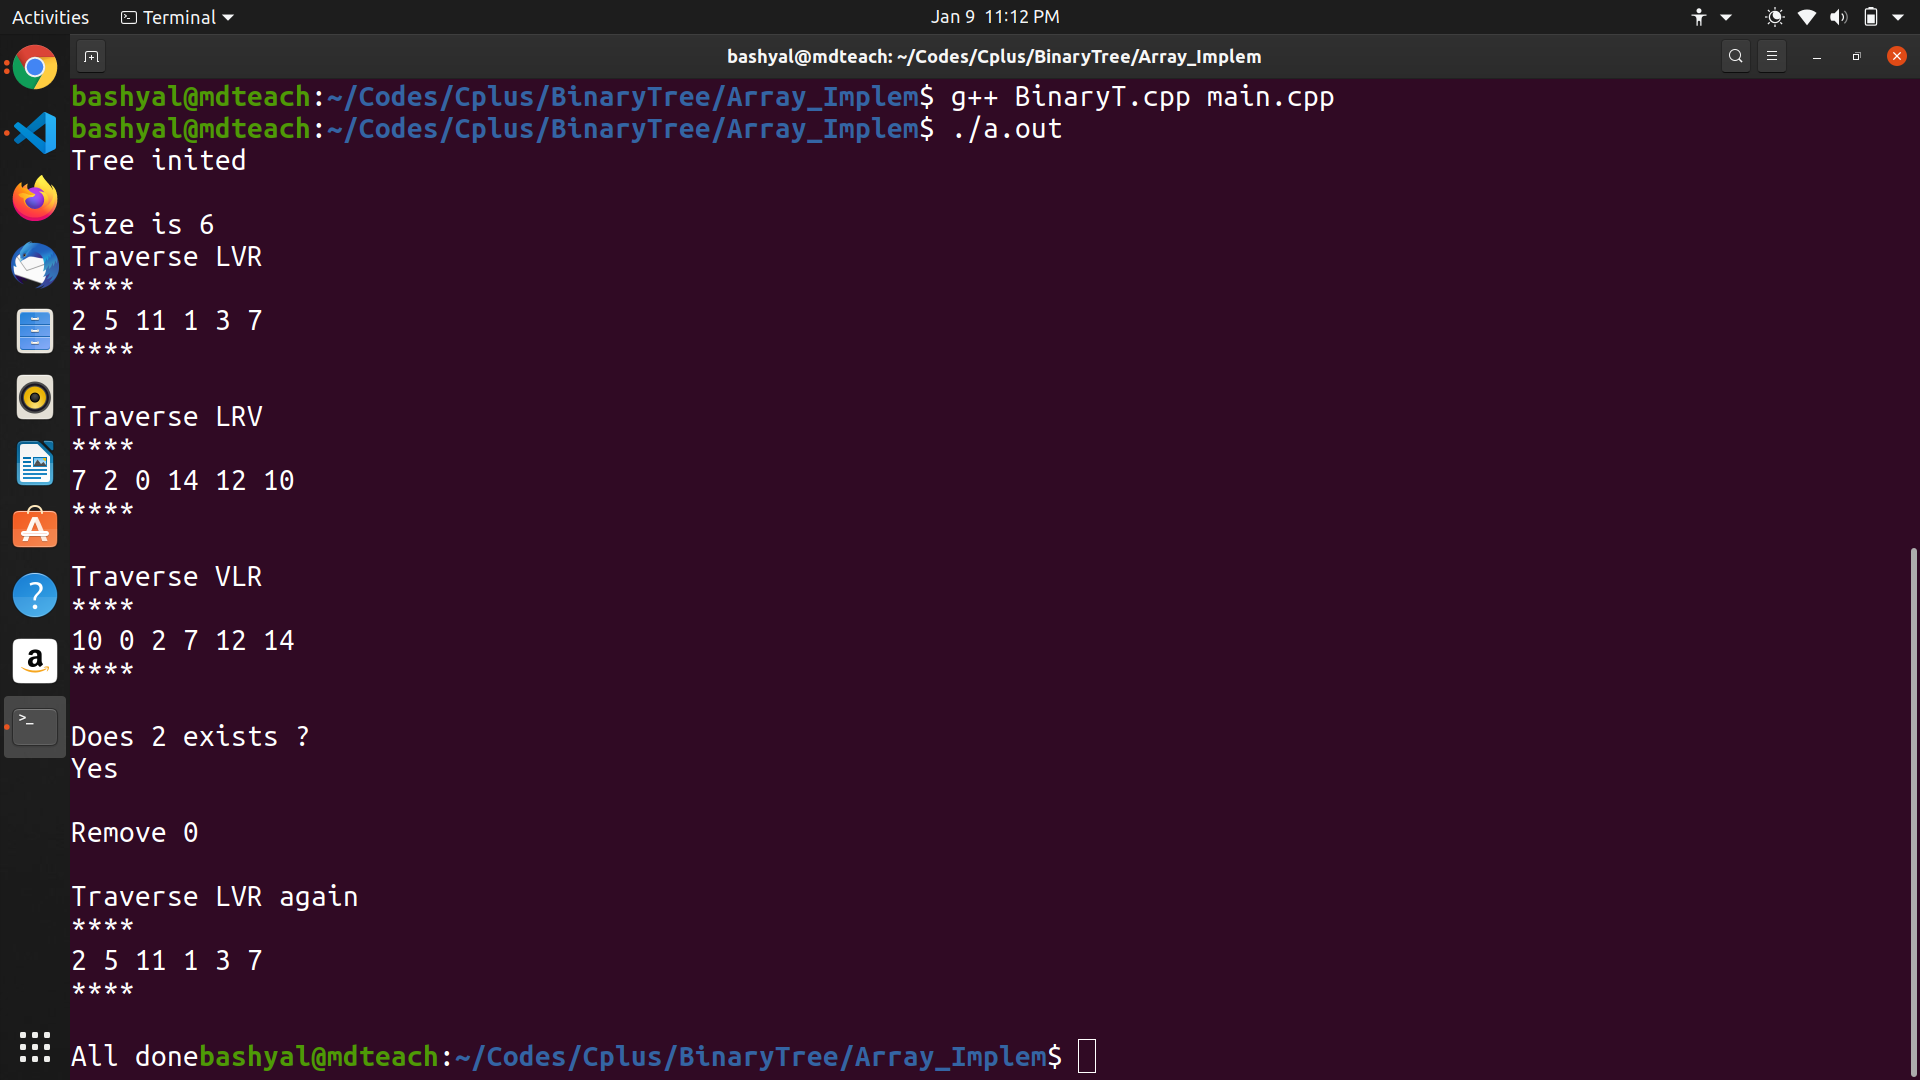 Activities Terminal Jan 9 11:12 PM
bashyal@mdteach: ~/Codes/Cplus/BinaryTree/Array_Implem
bashyal@mdteach:~/Codes/Cplus/BinaryTree/Array_Implem$ g++ BinaryT.cpp main.cpp
bashyal@mdteach:~/Codes/Cplus/BinaryTree/Array_Implem$ ./a.out
Tree inited
Size is 6
Traverse LVR
****
2 5 11 1 3 7
****
Traverse LRV
****
7 2 0 14 12 10
****
Traverse VLR
****
10 0 2 7 12 14
****
Does 2 exists ?
Yes
Remove 0
Traverse LVR again
****
2 5 11 1 3 7
****
All donebashyal@mdteach:~/Codes/Cplus/BinaryTree/Array_Implem$